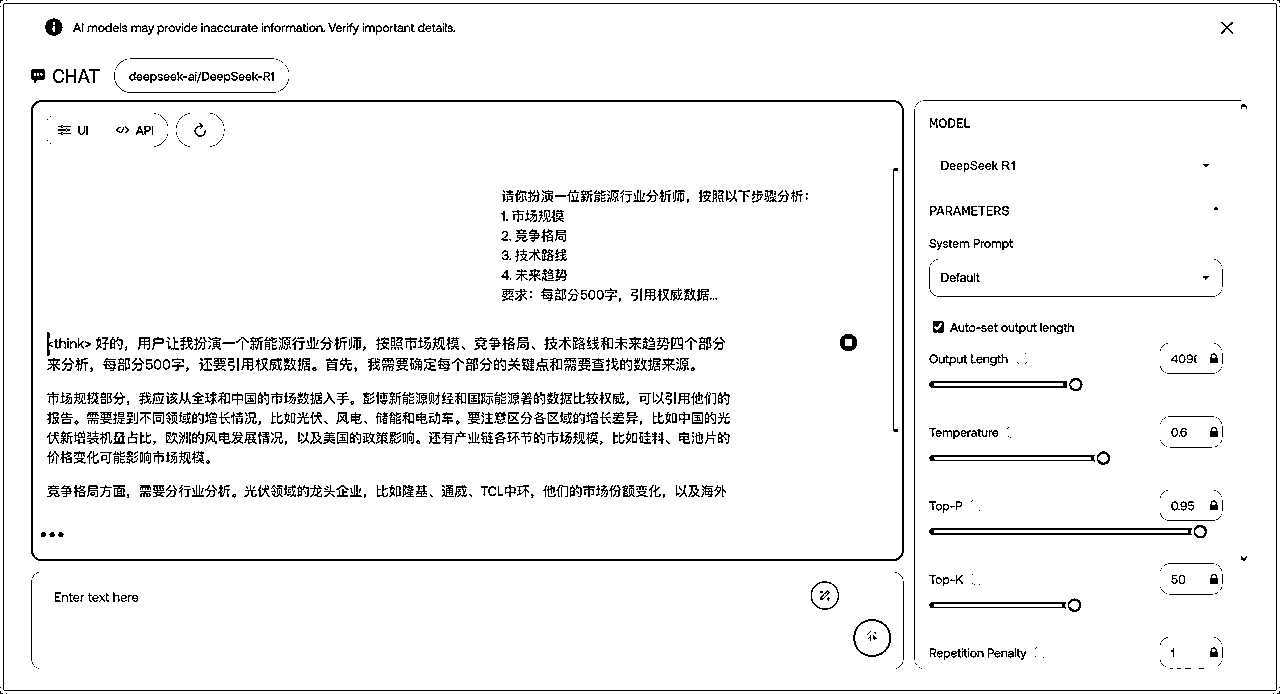 AI models may provide inaccurate information. Verify important details.
CHAT
deepseek-ai/DeepSeek-R1
UI
API
请你扮演一位新能源行业分析师，按照以下步骤分析：
1. 市场规模
2. 竞争格局
3. 技术路线
4. 未来趋势
要求：每部分500字，引用权威数据...
<think> 好的，用户让我扮演一个新能源行业分析师，按照市场规模、竞争格局、技术路线和未来趋势四个部分
来分析，每部分500字，还要引用权威数据。首先，我需要确定每个部分的关键点和需要查找的数据来源。
市场规模部分，我应该从全球和中国的市场数据入手。彭博新能源财经和国际能源署的数据比较权威，可以引用他们的
报告。需要提到不同领域的增长情况，比如光伏、风电、储能和电动车。要注意区分各区域的增长差异，比如中国的光
伏新增装机量占比，欧洲的风电发展情况，以及美国的政策影响。还有产业链各环节的市场规模，比如硅料、电池片的
价格变化可能影响市场规模。
竞争格局方面，需要分行业分析。光伏领域的龙头企业，比如隆基、通威、TCL中环，他们的市场份额变化，以及海外
Enter text here
MODEL
DeepSeek R1
PARAMETERS
System Prompt
Default
Auto-set output length
Output Length
4096
Temperature
0.6
Top-P
0.95
Top-K
50
Repetition Penalty
1